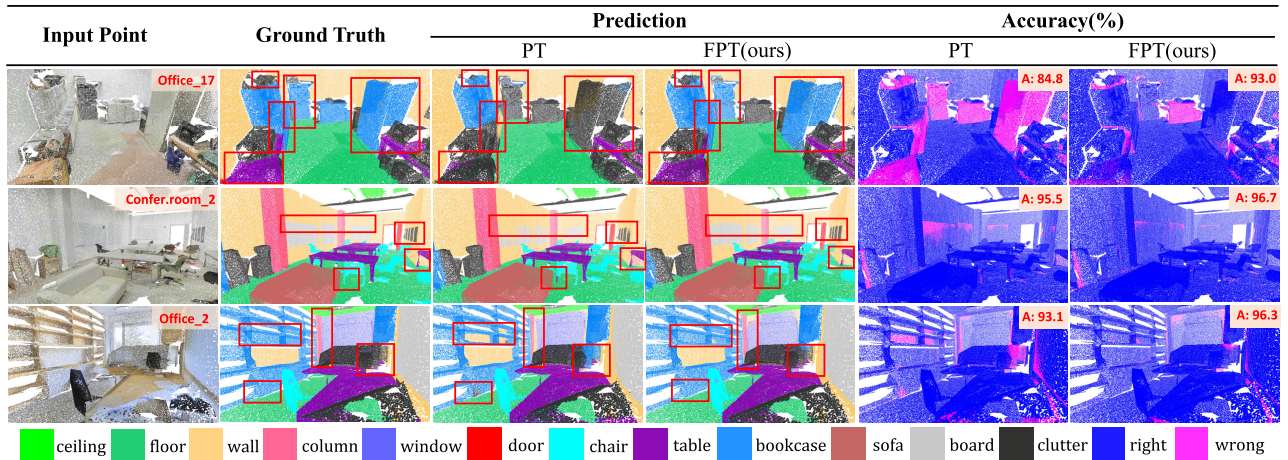 Input Point Ground Truth Prediction Accuracy(%)
PT FPT(ours) PT FPT(ours)
Office_17 A: 84.8 A: 93.0
Confer.room_2 A: 95.5 A: 96.7
Office_2 A: 93.1 A: 96.3
ceiling floor wall column window door chair table bookcase sofa board clutter right wrong